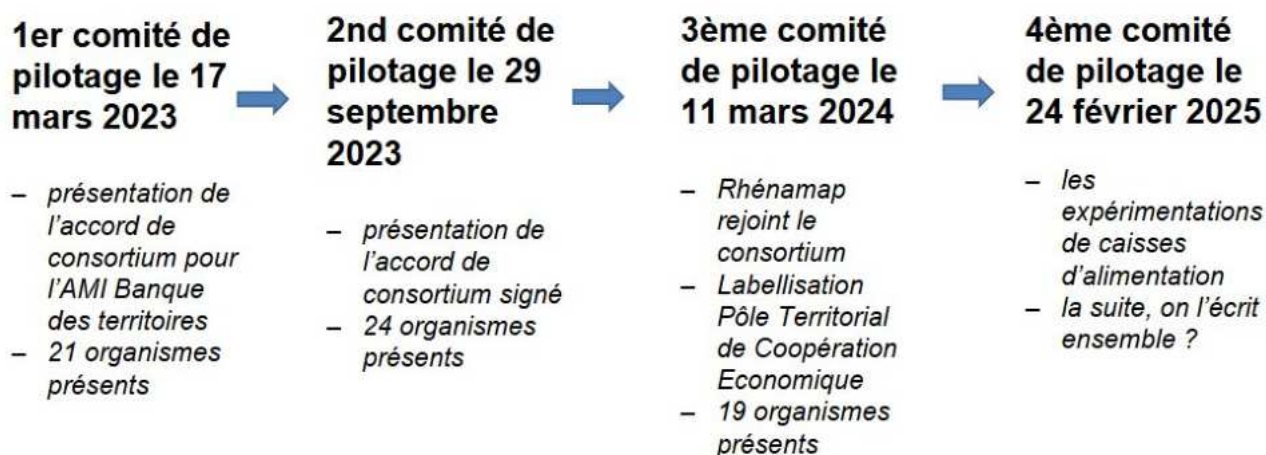 1er comité de
pilotage le 17
mars 2023
– présentation de
l'accord de
consortium pour
l'AMI Banque
des territoires
– 21 organismes
présents
2nd comité de
pilotage le 29
septembre
2023
– présentation de
l'accord de
consortium signé
– 24 organismes
présents
3ème comité
de pilotage le
11 mars 2024
– Rhénamap
rejoint le
consortium
– Labellisation
Pôle Territorial
de Coopération
Economique
– 19 organismes
présents
4ème comité
de pilotage le
24 février 2025
– les
expérimentations
de caisses
d'alimentation
– la suite, on l'écrit
ensemble ?